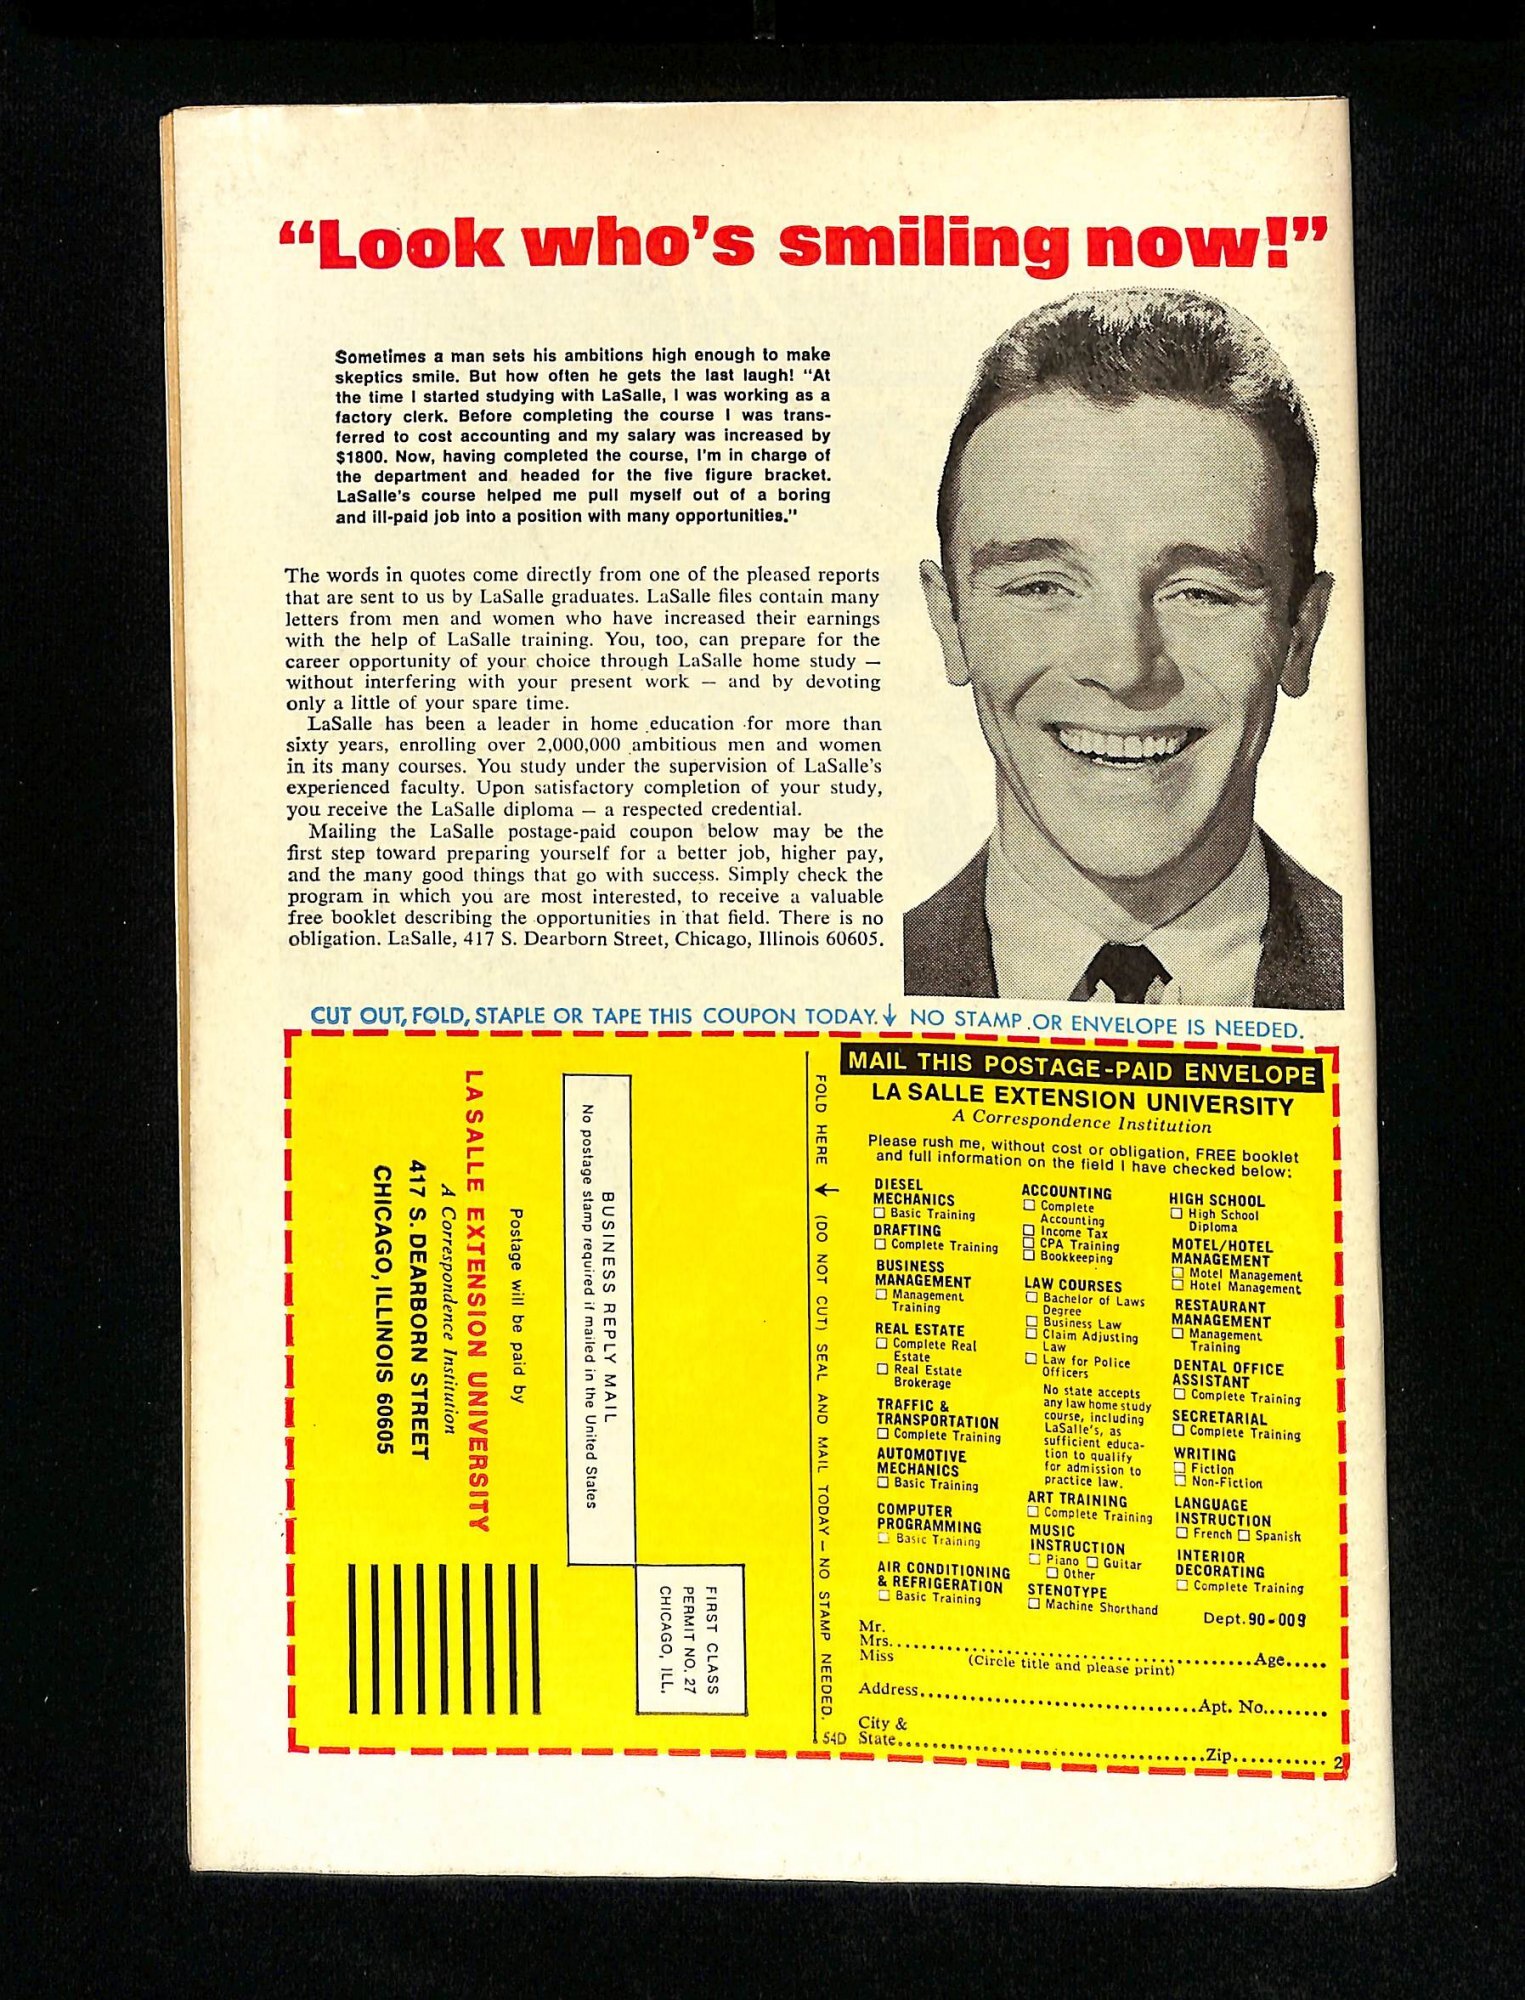 “Look who’s smiling now!”
Sometimes a man sets his ambitions high enough to make
skeptics smile. But how often he gets the last laugh! “At
the time I started studying with LaSalle, I was working as a
factory clerk. Before completing the course I was trans-
ferred to cost accounting and my salary was increased by
$1800. Now, having completed the course, I’m in charge of
the department and headed for the five figure bracket.
LaSalle’s course helped me pull myself out of a boring
and ill-paid job into a position with many opportunities.”
The words in quotes come directly from one of the pleased reports
that are sent to us by LaSalle graduates. LaSalle files contain many
letters from men and women who have increased their earnings
with the help of LaSalle training. You, too, can prepare for the
career opportunity of your choice through LaSalle home study —
without interfering with your present work — and by devoting
only a little of your spare time.
LaSalle has been a leader in home education for more than
sixty years, enrolling over 2,000,000 ambitious men and women
in its many courses. You study under the supervision of LaSalle’s
experienced faculty. Upon satisfactory completion of your study,
you receive the LaSalle diploma — a respected credential.
Mailing the LaSalle postage-paid coupon below may be the
first step toward preparing yourself for a better job, higher pay,
and the many good things that go with success. Simply check the
program in which you are most interested, to receive a valuable
free booklet describing the opportunities in that field. There is no
obligation. LaSalle, 417 S. Dearborn Street, Chicago, Illinois 60605.
CUT OUT, FOLD, STAPLE OR TAPE THIS COUPON TODAY.↓ NO STAMP OR ENVELOPE IS NEEDED.
FIRST CLASS
PERMIT NO. 27
CHICAGO, ILL.
BUSINESS REPLY MAIL
No postage stamp required if mailed in the United States
Postage will be paid by
LA SALLE EXTENSION UNIVERSITY
A Correspondence Institution
417 S. DEARBORN STREET
CHICAGO, ILLINOIS 60605
FOLD HERE ↓ (DO NOT CUT) SEAL AND MAIL TODAY — NO STAMP NEEDED.
54D
MAIL THIS POSTAGE-PAID ENVELOPE
LA SALLE EXTENSION UNIVERSITY
A Correspondence Institution
Please rush me, without cost or obligation, FREE booklet
and full information on the field I have checked below:
DIESEL
MECHANICS
☐ Basic Training
DRAFTING
☐ Complete Training
BUSINESS
MANAGEMENT
☐ Management
Training
REAL ESTATE
☐ Complete Real
Estate
☐ Real Estate
Brokerage
TRAFFIC &
TRANSPORTATION
☐ Complete Training
AUTOMOTIVE
MECHANICS
☐ Basic Training
COMPUTER
PROGRAMMING
☐ Basic Training
AIR CONDITIONING
& REFRIGERATION
☐ Basic Training
ACCOUNTING
☐ Complete
Accounting
☐ Income Tax
☐ CPA Training
☐ Bookkeeping
LAW COURSES
☐ Bachelor of Laws
Degree
☐ Business Law
☐ Claim Adjusting
Law
☐ Law for Police
Officers
No state accepts
any law home study
course, including
LaSalle’s, as
sufficient educa-
tion to qualify
for admission to
practice law.
ART TRAINING
☐ Complete Training
MUSIC
INSTRUCTION
☐ Piano ☐ Guitar
☐ Other
STENOTYPE
☐ Machine Shorthand
HIGH SCHOOL
☐ High School
Diploma
MOTEL/HOTEL
MANAGEMENT
☐ Motel Management
☐ Hotel Management
RESTAURANT
MANAGEMENT
☐ Management
Training
DENTAL OFFICE
ASSISTANT
☐ Complete Training
SECRETARIAL
☐ Complete Training
WRITING
☐ Fiction
☐ Non-Fiction
LANGUAGE
INSTRUCTION
☐ French ☐ Spanish
INTERIOR
DECORATING
☐ Complete Training
Dept. 90-009
Mr.
Mrs. Age
Miss (Circle title and please print)
Address Apt. No.
City &
State Zip 2